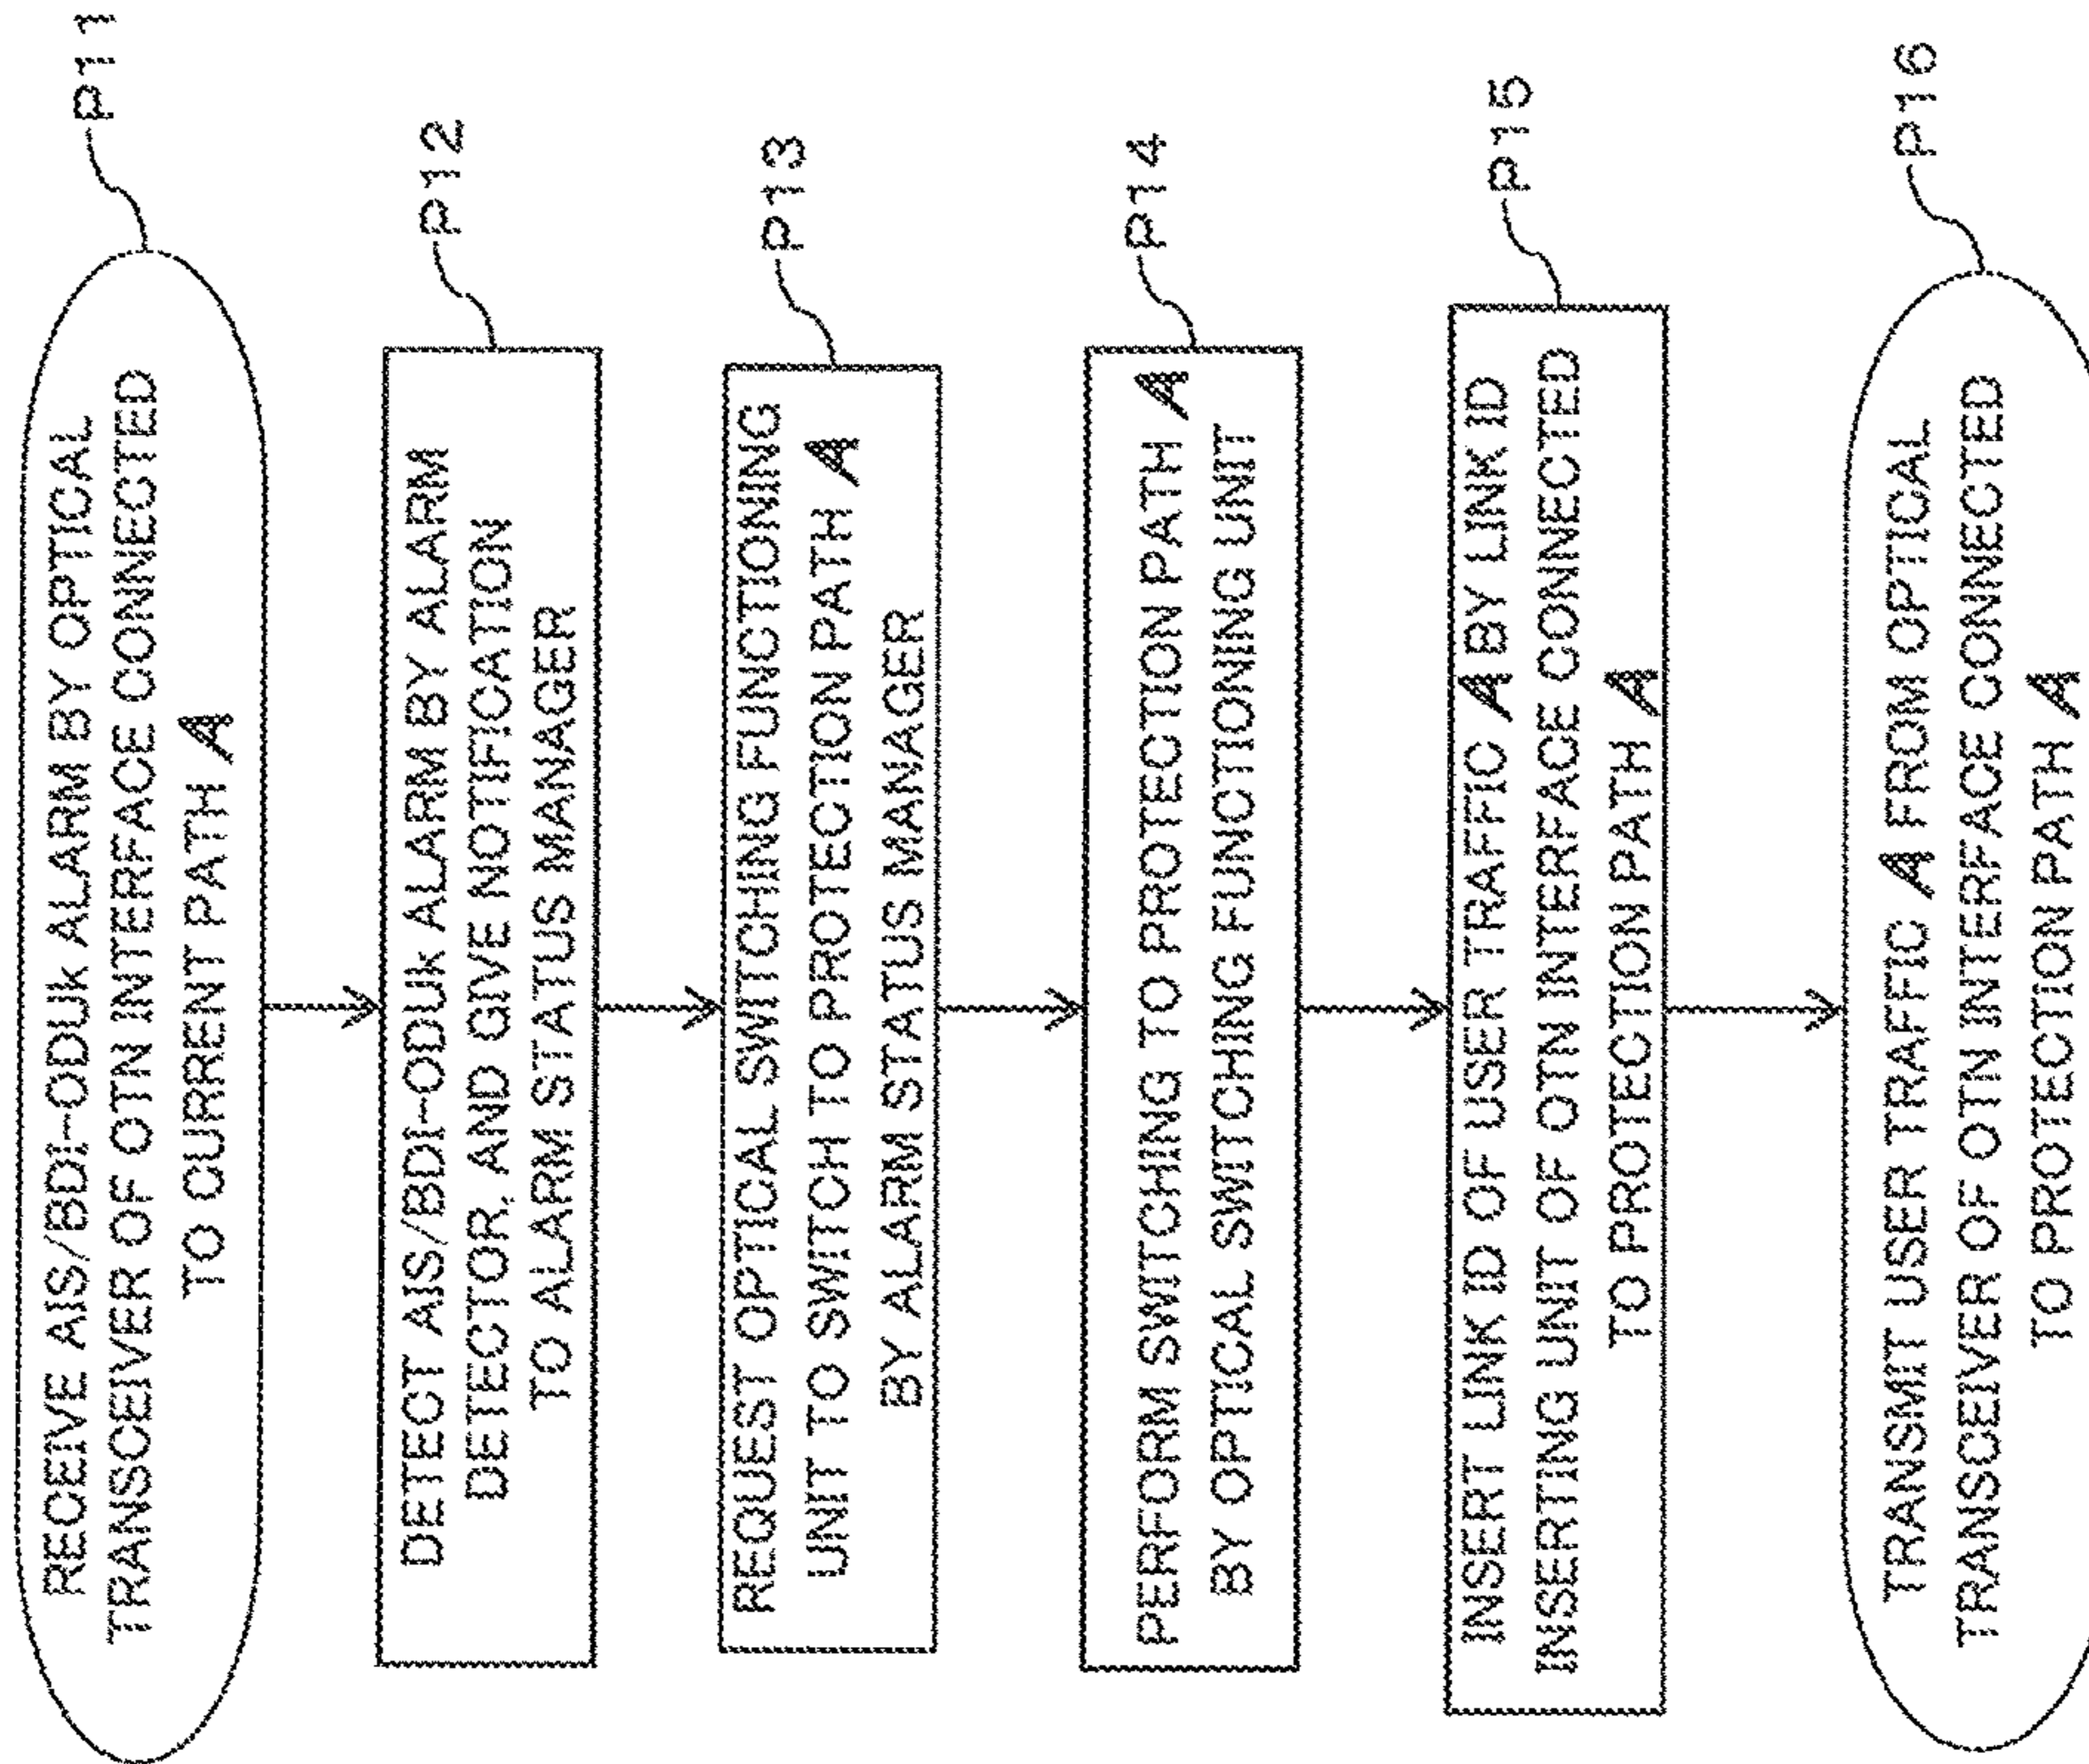 RECEIVE AIS/BDI-ODUk ALARM BY OPTICAL
TRANSCEIVER OF OTN INTERFACE CONNECTED
TO CURRENT PATH A
P11
DETECT AIS/BDI-ODUk ALARM BY ALARM
DETECTOR, AND GIVE NOTIFICATION
TO ALARM STATUS MANAGER
P12
REQUEST OPTICAL SWITCHING FUNCTIONING
UNIT TO SWITCH TO PROTECTION PATH A
BY ALARM STATUS MANAGER
P13
PERFORM SWITCHING TO PROTECTION PATH A
BY OPTICAL SWITCHING FUNCTIONING UNIT
P14
INSERT LINK ID OF USER TRAFFIC A BY LINK ID
INSERTING UNIT OF OTN INTERFACE CONNECTED
TO PROTECTION PATH A
P15
TRANSMIT USER TRAFFIC A FROM OPTICAL
TRANSCEIVER OF OTN INTERFACE CONNECTED
TO PROTECTION PATH A
P16